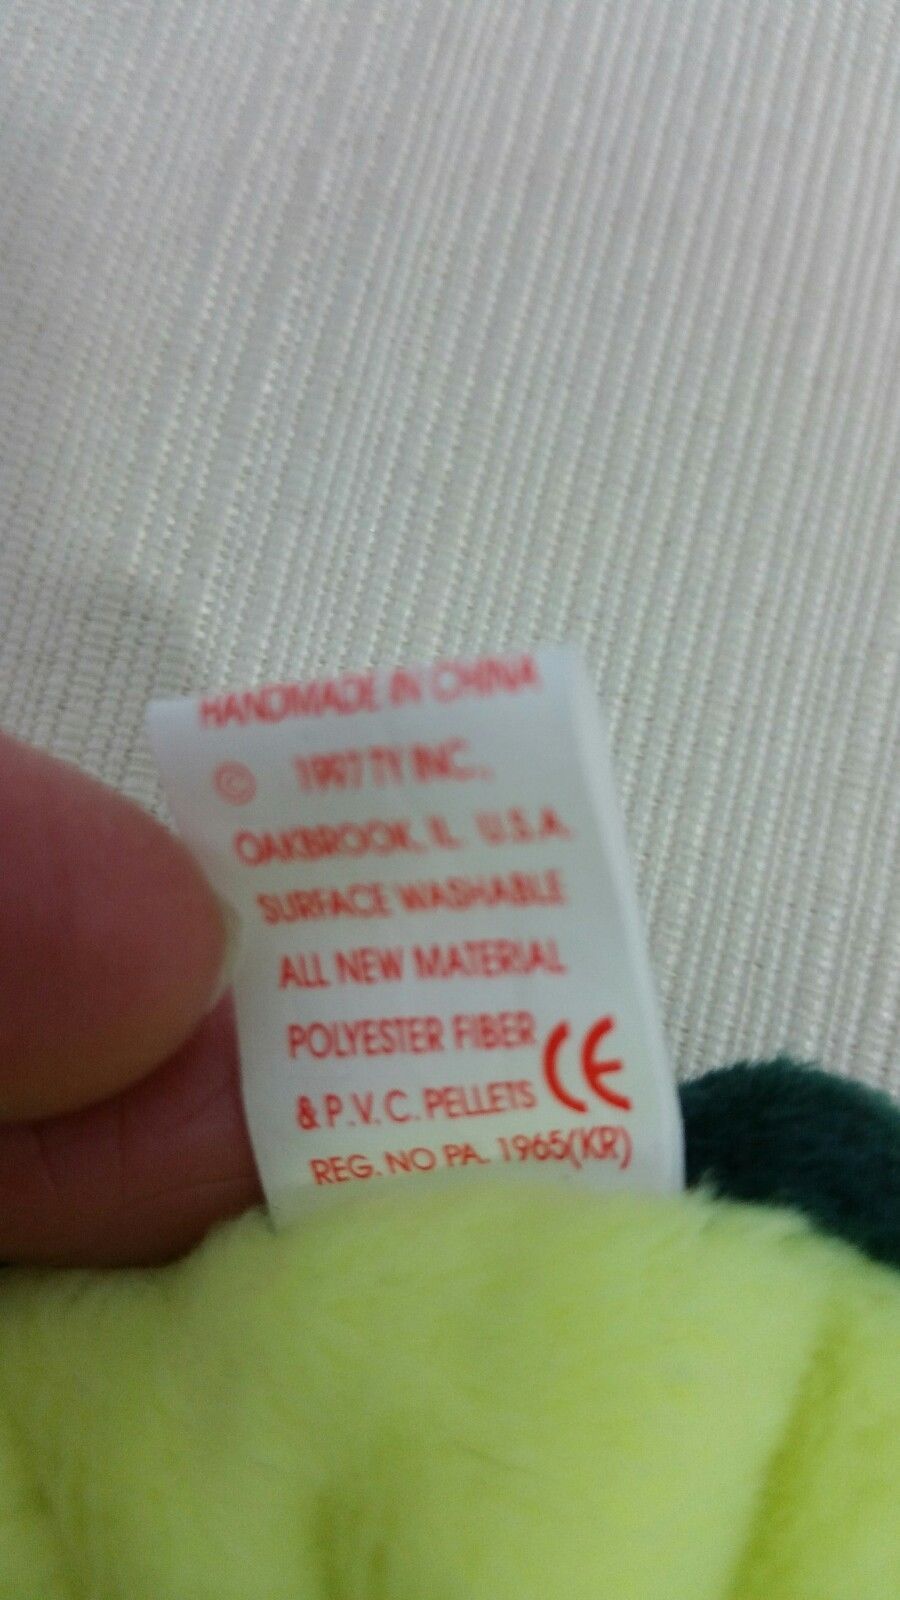 HANDMADE IN CHINA
© 1997 TY INC.,
OAKBROOK, IL. U.S.A.
SURFACE WASHABLE
ALL NEW MATERIAL
POLYESTER FIBER
& P.V.C. PELLETS CE
REG. NO PA. 1965(KR)